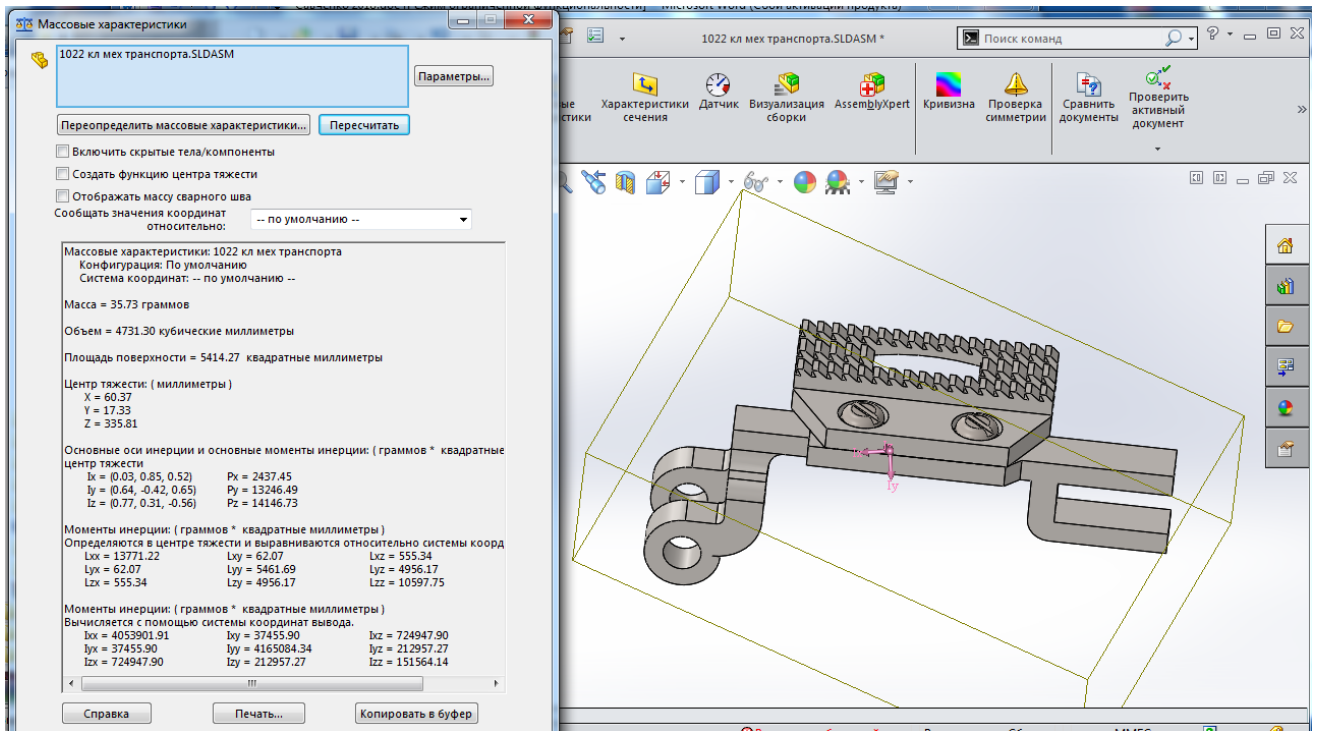 Массовые характеристики
1022 кл мех транспорта.SLDASM
Параметры...
Переопределить массовые характеристики...
Пересчитать
Включить скрытые тела/компоненты
Создать функцию центра тяжести
Отображать массу сварного шва
Сообщать значения координат
относительно:
-- по умолчанию --
Массовые характеристики: 1022 кл мех транспорта
Конфигурация: По умолчанию
Система координат: -- по умолчанию --
Масса = 35.73 граммов
Объем = 4731.30 кубические миллиметры
Площадь поверхности = 5414.27 квадратные миллиметры
Центр тяжести: ( миллиметры )
X = 60.37
Y = 17.33
Z = 335.81
Основные оси инерции и основные моменты инерции: ( граммов * квадратные
центр тяжести
Ix = (0.03, 0.85, 0.52) Px = 2437.45
Iy = (0.64, -0.42, 0.65) Py = 13246.49
Iz = (0.77, 0.31, -0.56) Pz = 14146.73
Моменты инерции: ( граммов * квадратные миллиметры )
Определяются в центре тяжести и выравниваются относительно системы коорд
Lxx = 13771.22 Lxy = 62.07 Lxz = 555.34
Lyx = 62.07 Lyy = 5461.69 Lyz = 4956.17
Lzx = 555.34 Lzy = 4956.17 Lzz = 10597.75
Моменты инерции: ( граммов * квадратные миллиметры )
Вычисляется с помощью системы координат вывода.
Ixx = 4053901.91 Ixy = 37455.90 Ixz = 724947.90
Iyx = 37455.90 Iyy = 4165084.34 Iyz = 212957.27
Izx = 724947.90 Izy = 212957.27 Izz = 151564.14
Справка
Печать...
Копировать в буфер
1022 кл мех транспорта.SLDASM *
Поиск команд
Характеристики
сечения
Датчик
Визуализация
сборки
AssemblyXpert
Кривизна
Проверка
симметрии
Сравнить
документы
Проверить
активный
документ
Iy